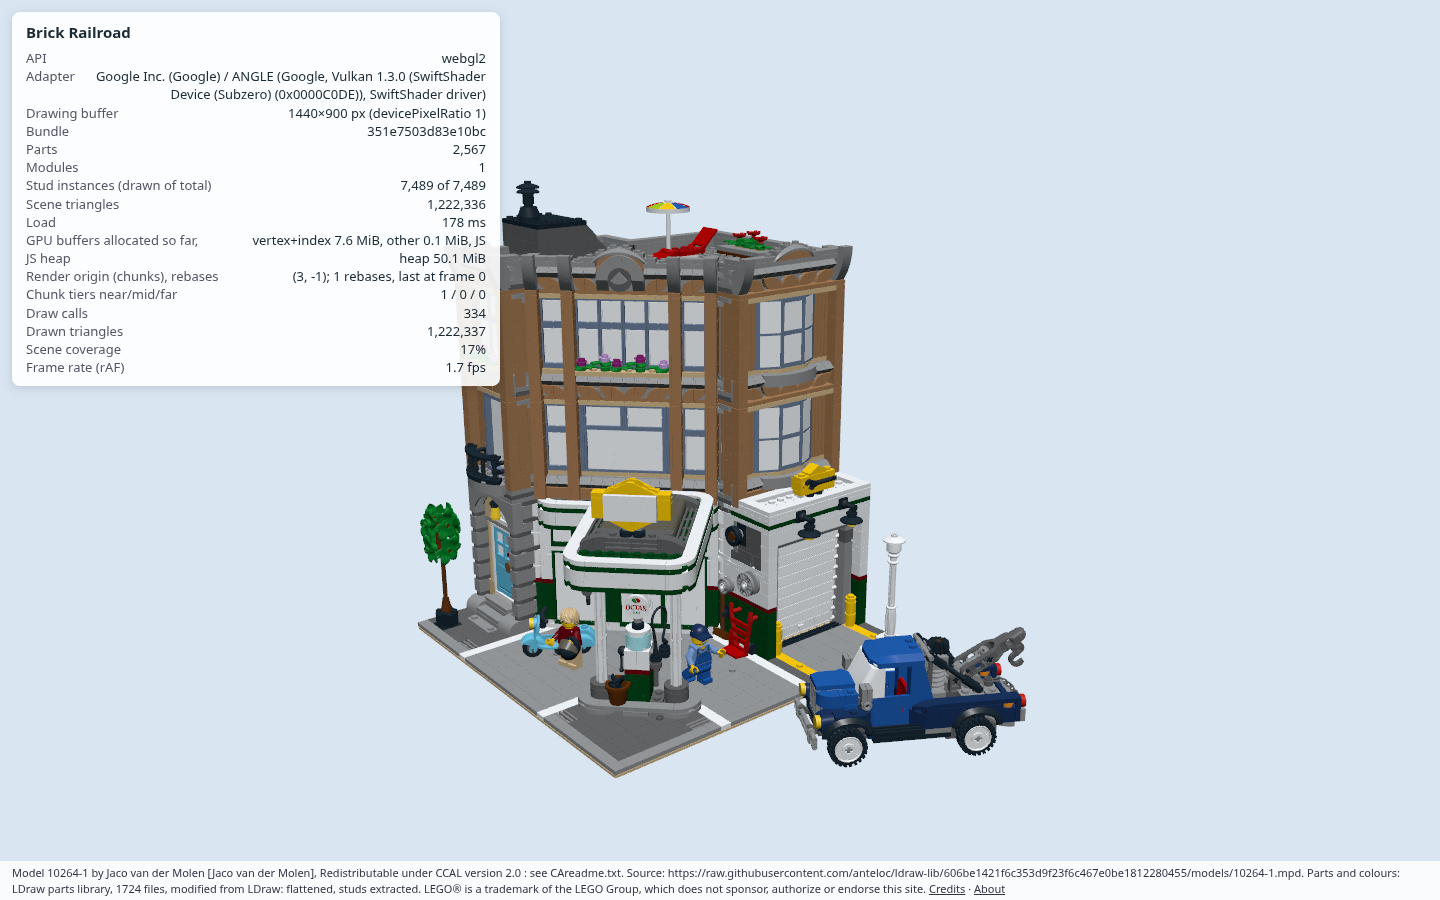 Brick Railroad
API webgl2
Adapter Google Inc. (Google) / ANGLE (Google, Vulkan 1.3.0 (SwiftShader
Device (Subzero) (0x0000C0DE)), SwiftShader driver)
Drawing buffer 1440×900 px (devicePixelRatio 1)
Bundle 351e7503d83e10bc
Parts 2,567
Modules 1
Stud instances (drawn of total) 7,489 of 7,489
Scene triangles 1,222,336
Load 178 ms
GPU buffers allocated so far, vertex+index 7.6 MiB, other 0.1 MiB, JS
JS heap heap 50.1 MiB
Render origin (chunks), rebases (3, -1); 1 rebases, last at frame 0
Chunk tiers near/mid/far 1 / 0 / 0
Draw calls 334
Drawn triangles 1,222,337
Scene coverage 17%
Frame rate (rAF) 1.7 fps
OCTAN
Model 10264-1 by Jaco van der Molen [Jaco van der Molen], Redistributable under CCAL version 2.0 : see CAreadme.txt. Source: https://raw.githubusercontent.com/anteloc/ldraw-lib/606be1421f6c353d9f23f6c467e0be1812280455/models/10264-1.mpd. Parts and colours:
LDraw parts library, 1724 files, modified from LDraw: flattened, studs extracted. LEGO® is a trademark of the LEGO Group, which does not sponsor, authorize or endorse this site. Credits · About